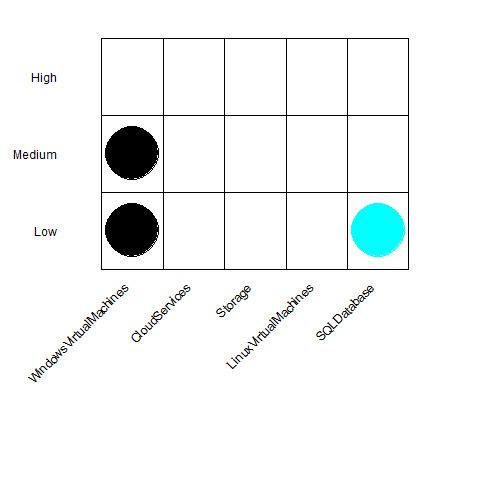 High
Medium
Low
WindowsVirtualMachines
CloudServices
Storage
LinuxVirtualMachines
SQLDatabase